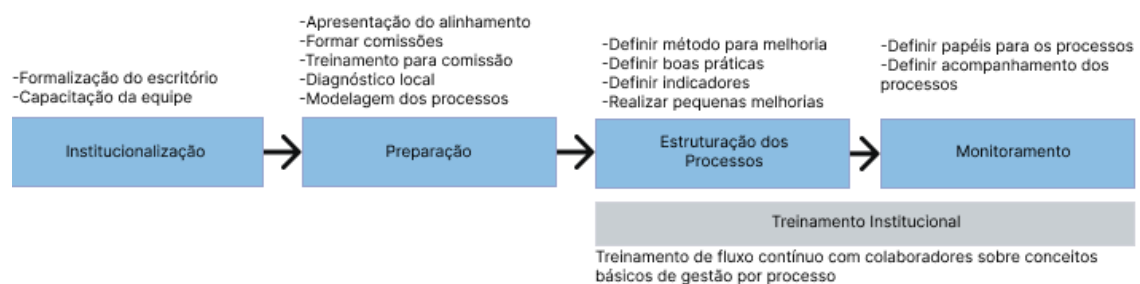 -Formalização do escritório
-Capacitação da equipe
Institucionalização
-Apresentação do alinhamento
-Formar comissões
-Treinamento para comissão
-Diagnóstico local
-Modelagem dos processos
Preparação
-Definir método para melhoria
-Definir boas práticas
-Definir indicadores
-Realizar pequenas melhorias
Estruturação dos
Processos
-Definir papéis para os processos
-Definir acompanhamento dos
processos
Monitoramento
Treinamento Institucional
Treinamento de fluxo contínuo com colaboradores sobre conceitos
básicos de gestão por processo